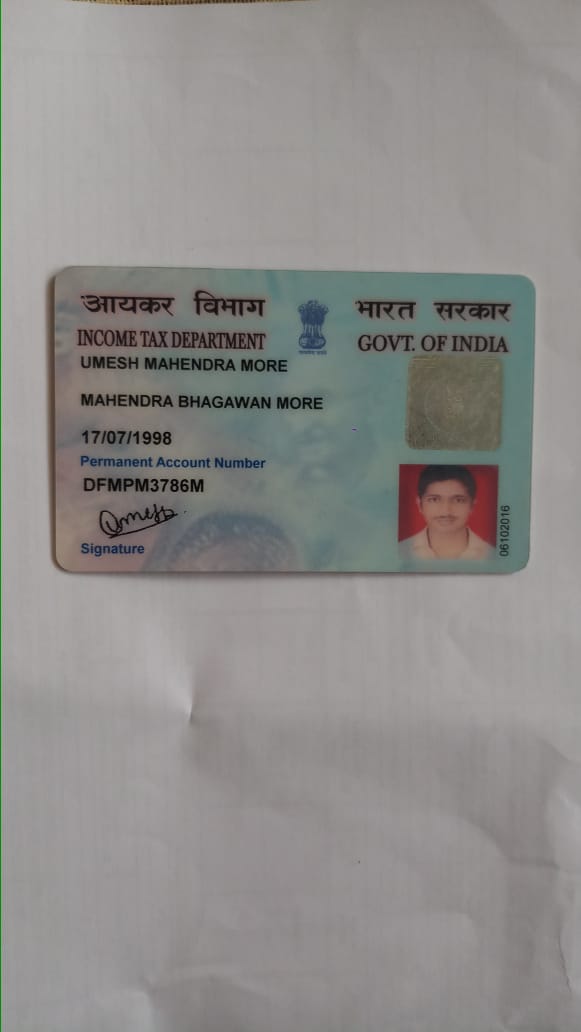 आयकर विभाग
भारत सरकार
INCOME TAX DEPARTMENT
GOVT. OF INDIA
UMESH MAHENDRA MORE
MAHENDRA BHAGAWAN MORE
17/07/1998
Permanent Account Number
DFMPM3786M
Umesh
Signature
06102016